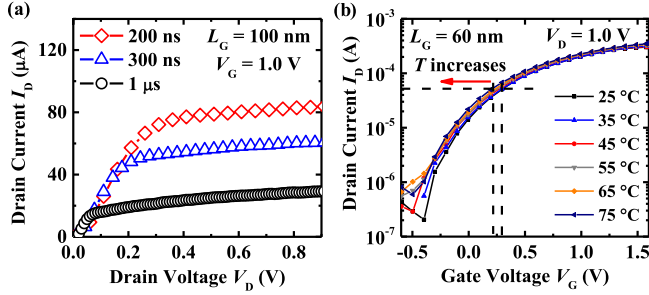 (a)
200 ns
300 ns
1 μs
L_G = 100 nm
V_G = 1.0 V
120
80
40
0
0.0 0.2 0.4 0.6 0.8
Drain Current I_D (μA)
Drain Voltage V_D (V)
(b)
L_G = 60 nm
V_D = 1.0 V
T increases
25 °C
35 °C
45 °C
55 °C
65 °C
75 °C
10^-3
10^-4
10^-5
10^-6
10^-7
-0.5 0.0 0.5 1.0 1.5
Drain Current I_D (A)
Gate Voltage V_G (V)